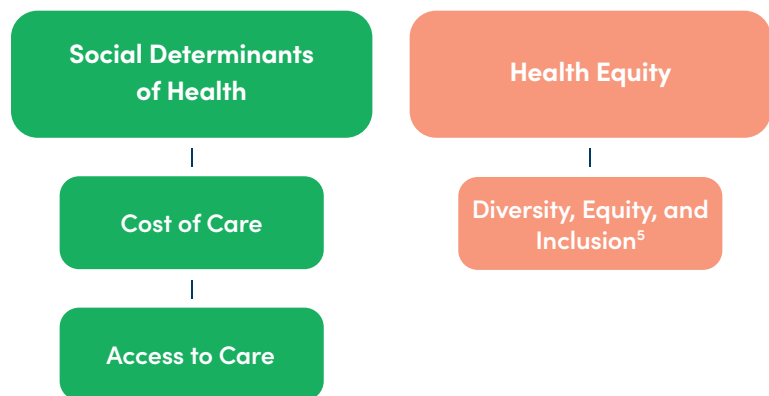 Social Determinants
of Health
Cost of Care
Access to Care
Health Equity
Diversity, Equity, and
Inclusion⁵